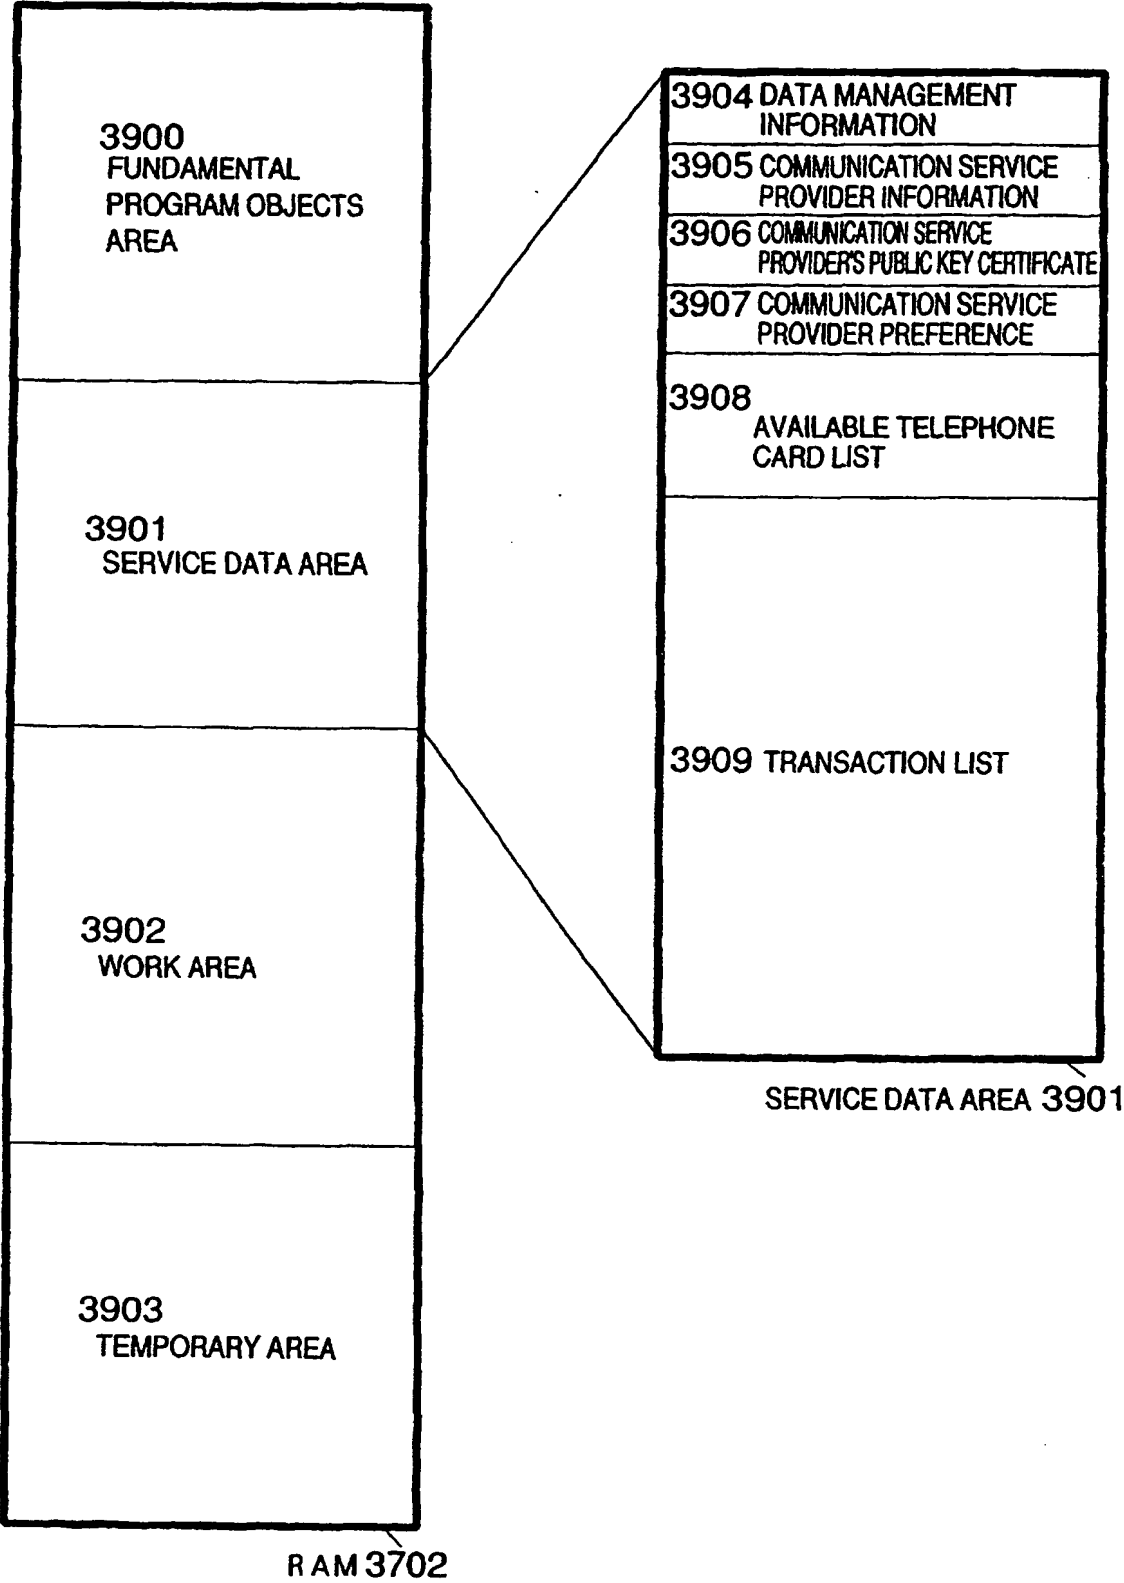 3900
FUNDAMENTAL
PROGRAM OBJECTS
AREA
3901
SERVICE DATA AREA
3902
WORK AREA
3903
TEMPORARY AREA
RAM 3702
3904 DATA MANAGEMENT
INFORMATION
3905 COMMUNICATION SERVICE
PROVIDER INFORMATION
3906 COMMUNICATION SERVICE
PROVIDER'S PUBLIC KEY CERTIFICATE
3907 COMMUNICATION SERVICE
PROVIDER PREFERENCE
3908
AVAILABLE TELEPHONE
CARD LIST
3909 TRANSACTION LIST
SERVICE DATA AREA 3901